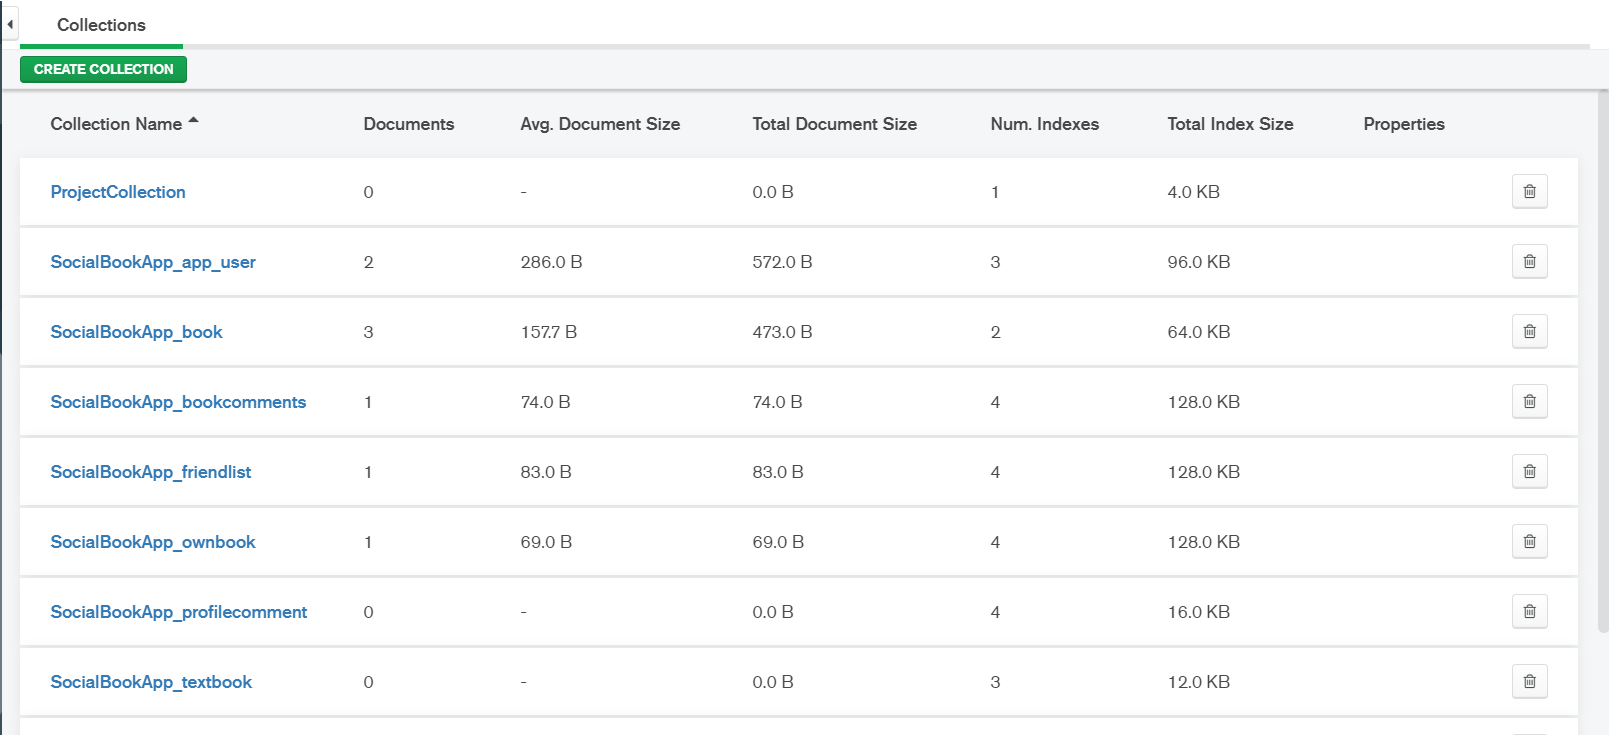 Collections
CREATE COLLECTION
Collection Name Documents Avg. Document Size Total Document Size Num. Indexes Total Index Size Properties
ProjectCollection 0 - 0.0 B 1 4.0 KB
SocialBookApp_app_user 2 286.0 B 572.0 B 3 96.0 KB
SocialBookApp_book 3 157.7 B 473.0 B 2 64.0 KB
SocialBookApp_bookcomments 1 74.0 B 74.0 B 4 128.0 KB
SocialBookApp_friendlist 1 83.0 B 83.0 B 4 128.0 KB
SocialBookApp_ownbook 1 69.0 B 69.0 B 4 128.0 KB
SocialBookApp_profilecomment 0 - 0.0 B 4 16.0 KB
SocialBookApp_textbook 0 - 0.0 B 3 12.0 KB